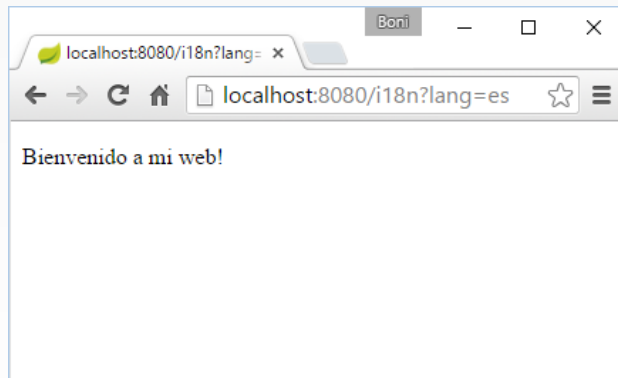 Boni
localhost:8080/i18n?lang=
localhost:8080/i18n?lang=es
Bienvenido a mi web!